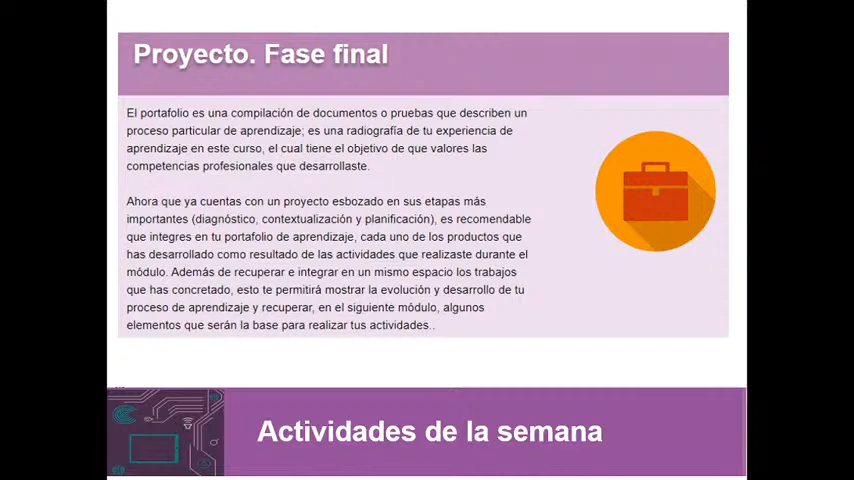 Proyecto. Fase final
El portafolio es una compilación de documentos o pruebas que describen un
proceso particular de aprendizaje; es una radiografía de tu experiencia de
aprendizaje en este curso, el cual tiene el objetivo de que valores las
competencias profesionales que desarrollaste.
Ahora que ya cuentas con un proyecto esbozado en sus etapas más
importantes (diagnóstico, contextualización y planificación), es recomendable
que integres en tu portafolio de aprendizaje, cada uno de los productos que
has desarrollado como resultado de las actividades que realizaste durante el
módulo. Además de recuperar e integrar en un mismo espacio los trabajos
que has concretado, esto te permitirá mostrar la evolución y desarrollo de tu
proceso de aprendizaje y recuperar, en el siguiente módulo, algunos
elementos que serán la base para realizar tus actividades..
Actividades de la semana